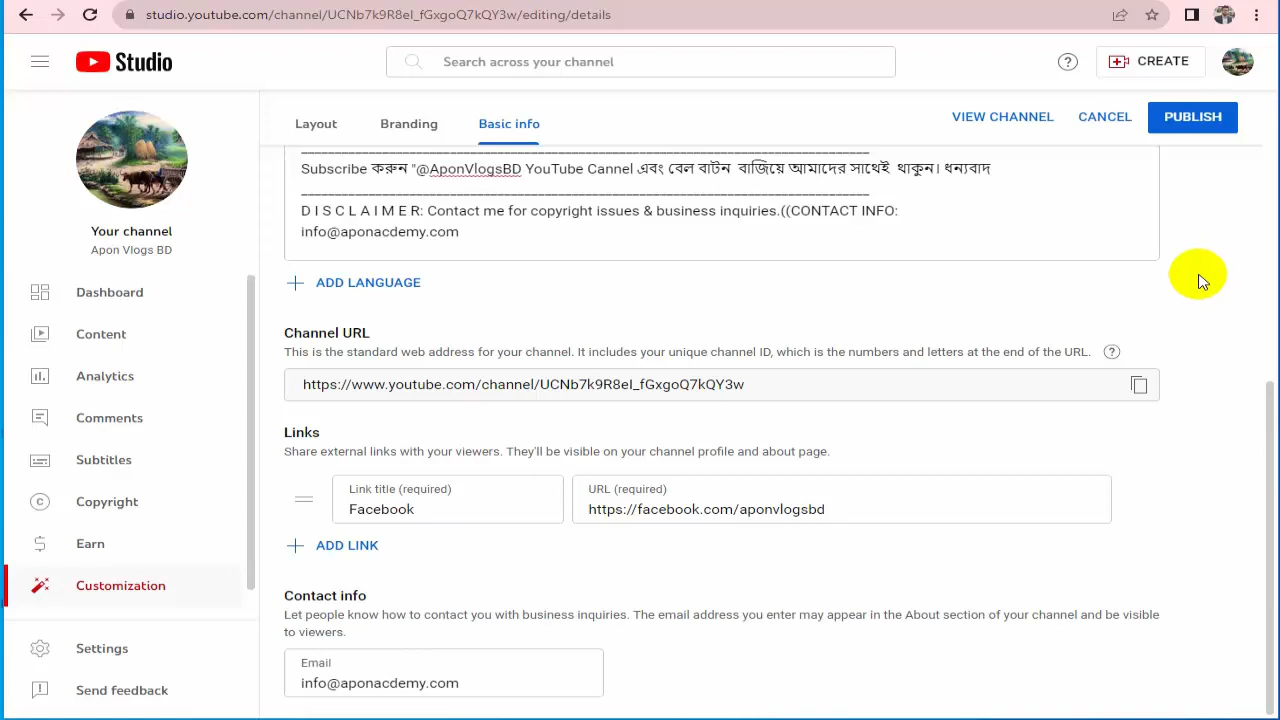 studio.youtube.com/channel/UCNb7k9R8el_fGxgoQ7kQY3w/editing/details
Studio
Search across your channel
CREATE
Your channel
Apon Vlogs BD
Dashboard
Content
Analytics
Comments
Subtitles
Copyright
Earn
Customization
Settings
Send feedback
Layout
Branding
Basic info
VIEW CHANNEL
CANCEL
PUBLISH
Subscribe করুন "@AponVlogsBD YouTube Cannel এবং বেল বাটন বাজিয়ে আমাদের সাথেই থাকুন। ধন্যবাদ
D I S C L A I M E R: Contact me for copyright issues & business inquiries.((CONTACT INFO:
info@aponacdemy.com
ADD LANGUAGE
Channel URL
This is the standard web address for your channel. It includes your unique channel ID, which is the numbers and letters at the end of the URL.
https://www.youtube.com/channel/UCNb7k9R8el_fGxgoQ7kQY3w
Links
Share external links with your viewers. They'll be visible on your channel profile and about page.
Link title (required)
Facebook
URL (required)
https://facebook.com/aponvlogsbd
ADD LINK
Contact info
Let people know how to contact you with business inquiries. The email address you enter may appear in the About section of your channel and be visible
to viewers.
Email
info@aponacdemy.com